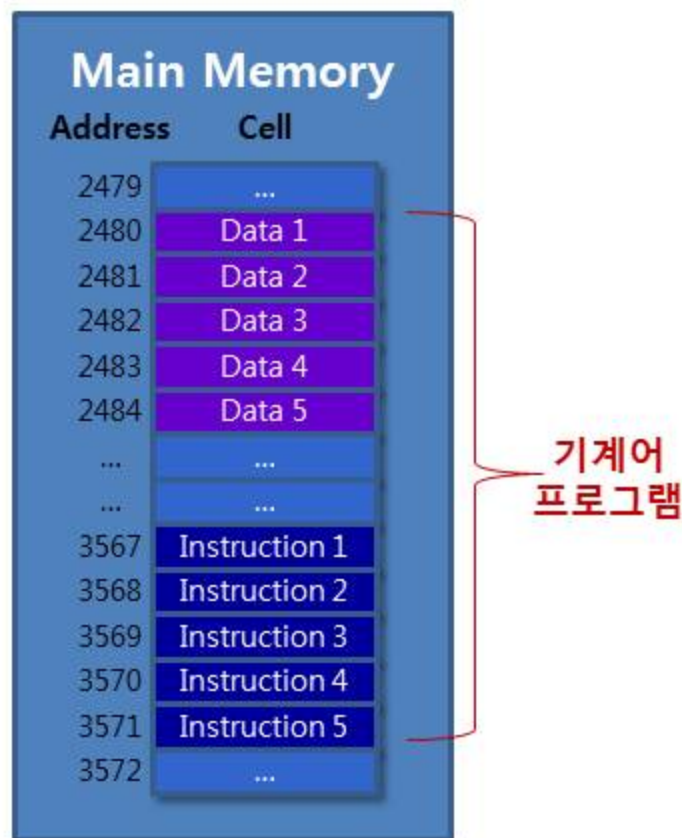 Main Memory
Address Cell
2479 ...
2480 Data 1
2481 Data 2
2482 Data 3
2483 Data 4
2484 Data 5
... ...
... ...
3567 Instruction 1
3568 Instruction 2
3569 Instruction 3
3570 Instruction 4
3571 Instruction 5
3572 ...
기계어
프로그램